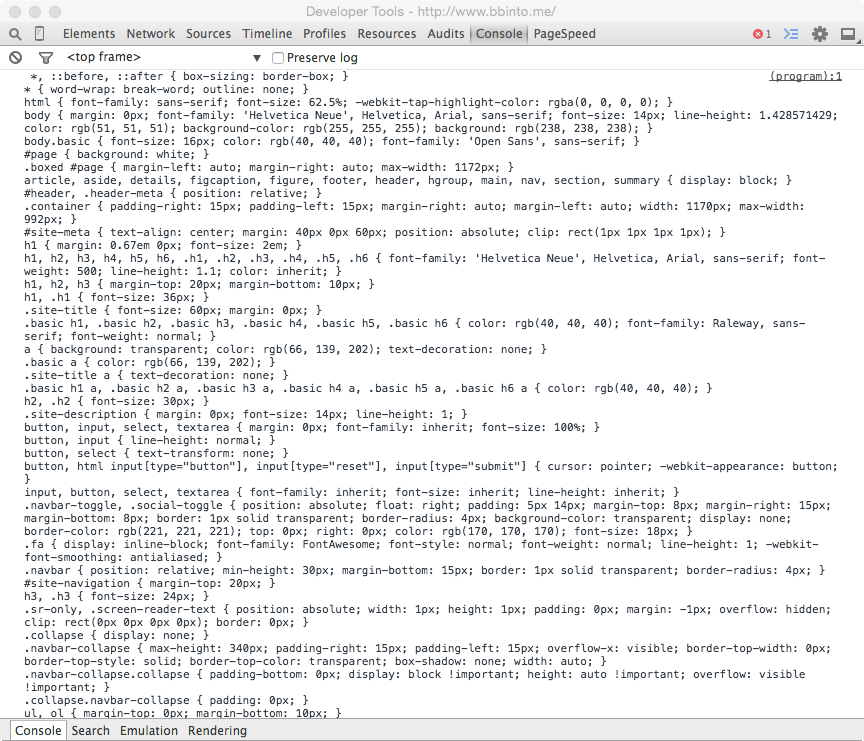 Developer Tools - http://www.bbinto.me/
Elements Network Sources Timeline Profiles Resources Audits Console PageSpeed 1
<top frame> Preserve log
*, ::before, ::after { box-sizing: border-box; } (program):1
* { word-wrap: break-word; outline: none; }
html { font-family: sans-serif; font-size: 62.5%; -webkit-tap-highlight-color: rgba(0, 0, 0, 0); }
body { margin: 0px; font-family: 'Helvetica Neue', Helvetica, Arial, sans-serif; font-size: 14px; line-height: 1.428571429;
color: rgb(51, 51, 51); background-color: rgb(255, 255, 255); background: rgb(238, 238, 238); }
body.basic { font-size: 16px; color: rgb(40, 40, 40); font-family: 'Open Sans', sans-serif; }
#page { background: white; }
.boxed #page { margin-left: auto; margin-right: auto; max-width: 1172px; }
article, aside, details, figcaption, figure, footer, header, hgroup, main, nav, section, summary { display: block; }
#header, .header-meta { position: relative; }
.container { padding-right: 15px; padding-left: 15px; margin-right: auto; margin-left: auto; width: 1170px; max-width:
992px; }
#site-meta { text-align: center; margin: 40px 0px 60px; position: absolute; clip: rect(1px 1px 1px 1px); }
h1 { margin: 0.67em 0px; font-size: 2em; }
h1, h2, h3, h4, h5, h6, .h1, .h2, .h3, .h4, .h5, .h6 { font-family: 'Helvetica Neue', Helvetica, Arial, sans-serif; font-
weight: 500; line-height: 1.1; color: inherit; }
h1, h2, h3 { margin-top: 20px; margin-bottom: 10px; }
h1, .h1 { font-size: 36px; }
.site-title { font-size: 60px; margin: 0px; }
.basic h1, .basic h2, .basic h3, .basic h4, .basic h5, .basic h6 { color: rgb(40, 40, 40); font-family: Raleway, sans-
serif; font-weight: normal; }
a { background: transparent; color: rgb(66, 139, 202); text-decoration: none; }
.basic a { color: rgb(66, 139, 202); }
.site-title a { text-decoration: none; }
.basic h1 a, .basic h2 a, .basic h3 a, .basic h4 a, .basic h5 a, .basic h6 a { color: rgb(40, 40, 40); }
h2, .h2 { font-size: 30px; }
.site-description { margin: 0px; font-size: 14px; line-height: 1; }
button, input, select, textarea { margin: 0px; font-family: inherit; font-size: 100%; }
button, input { line-height: normal; }
button, select { text-transform: none; }
button, html input[type="button"], input[type="reset"], input[type="submit"] { cursor: pointer; -webkit-appearance: button;
}
input, button, select, textarea { font-family: inherit; font-size: inherit; line-height: inherit; }
.navbar-toggle, .social-toggle { position: absolute; float: right; padding: 5px 14px; margin-top: 8px; margin-right: 15px;
margin-bottom: 8px; border: 1px solid transparent; border-radius: 4px; background-color: transparent; display: none;
border-color: rgb(221, 221, 221); top: 0px; right: 0px; color: rgb(170, 170, 170); font-size: 18px; }
.fa { display: inline-block; font-family: FontAwesome; font-style: normal; font-weight: normal; line-height: 1; -webkit-
font-smoothing: antialiased; }
.navbar { position: relative; min-height: 30px; margin-bottom: 15px; border: 1px solid transparent; border-radius: 4px; }
#site-navigation { margin-top: 20px; }
h3, .h3 { font-size: 24px; }
.sr-only, .screen-reader-text { position: absolute; width: 1px; height: 1px; padding: 0px; margin: -1px; overflow: hidden;
clip: rect(0px 0px 0px 0px); border: 0px; }
.collapse { display: none; }
.navbar-collapse { max-height: 340px; padding-right: 15px; padding-left: 15px; overflow-x: visible; border-top-width: 0px;
border-top-style: solid; border-top-color: transparent; box-shadow: none; width: auto; }
.navbar-collapse.collapse { padding-bottom: 0px; display: block !important; height: auto !important; overflow: visible
!important; }
.collapse.navbar-collapse { padding: 0px; }
ul, ol { margin-top: 0px; margin-bottom: 10px; }
Console Search Emulation Rendering